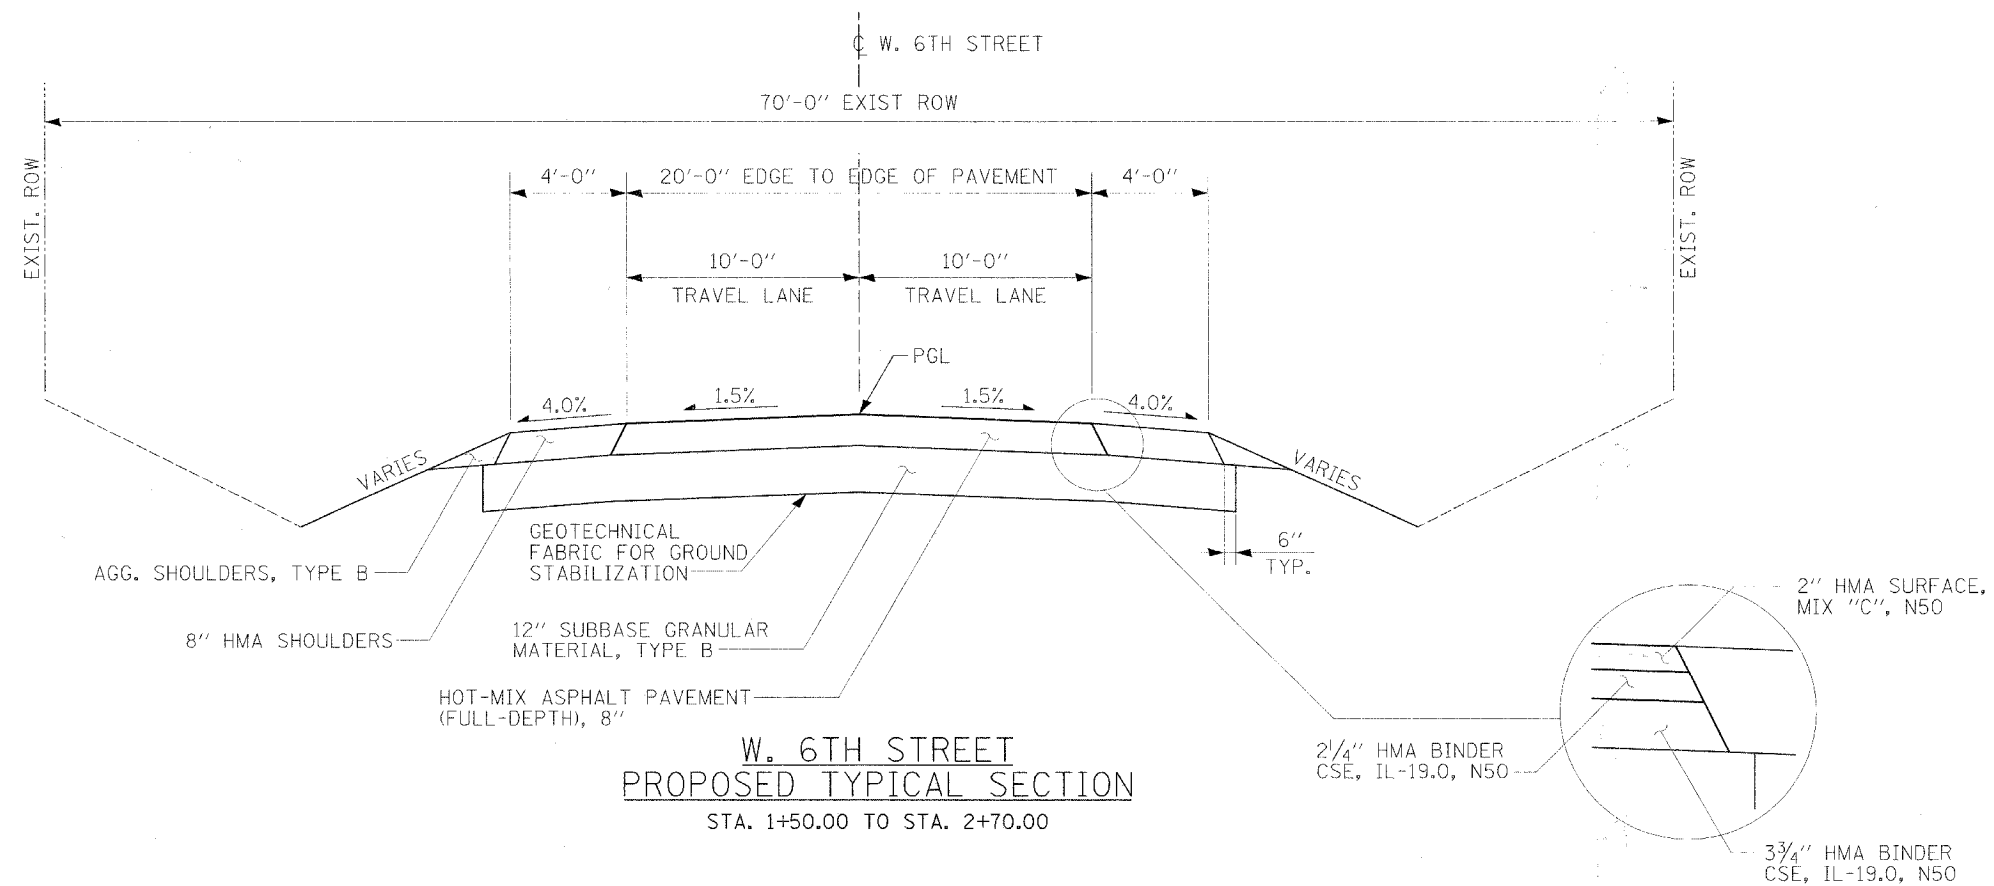 ℄ W. 6TH STREET
70'-0" EXIST ROW
EXIST. ROW
EXIST. ROW
4'-0"
20'-0" EDGE TO EDGE OF PAVEMENT
4'-0"
10'-0"
TRAVEL LANE
10'-0"
TRAVEL LANE
PGL
4.0%
1.5%
1.5%
4.0%
VARIES
VARIES
GEOTECHNICAL
FABRIC FOR GROUND
STABILIZATION
6"
TYP.
AGG. SHOULDERS, TYPE B
8" HMA SHOULDERS
12" SUBBASE GRANULAR
MATERIAL, TYPE B
HOT-MIX ASPHALT PAVEMENT
(FULL-DEPTH), 8"
2" HMA SURFACE,
MIX "C", N50
2 1/4" HMA BINDER
CSE, IL-19.0, N50
3 3/4" HMA BINDER
CSE, IL-19.0, N50
W. 6TH STREET
PROPOSED TYPICAL SECTION
STA. 1+50.00 TO STA. 2+70.00